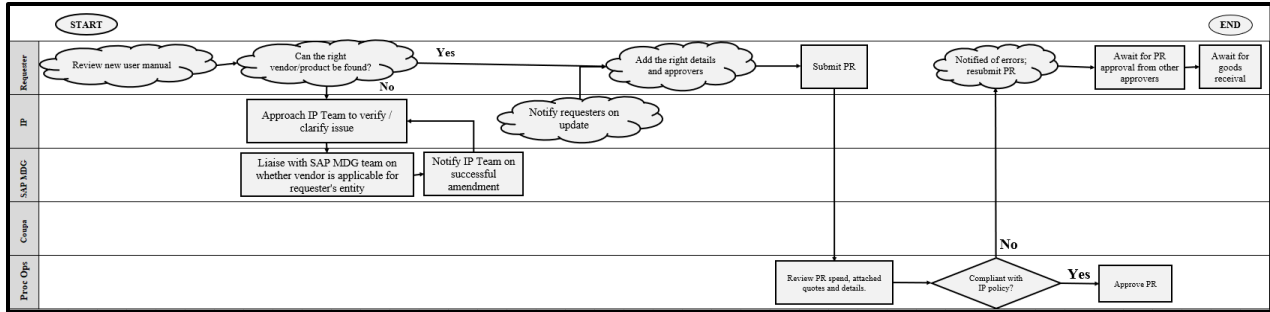 START
END
Requester
Review new user manual
Can the right
vendor/product be found?
Yes
No
Add the right details
and approvers
Submit PR
Notified of errors;
resubmit PR
Await for PR
approval from other
approvers
Await for
goods
receival
IP
Approach IP Team to verify /
clarify issue
Notify requesters on
update
SAP MDG
Liaise with SAP MDG team on
whether vendor is applicable for
requester's entity
Notify IP Team on
successful
amendment
Coupa
No
Proc Ops
Review PR spend, attached
quotes and details.
Compliant with
IP policy?
Yes
Approve PR